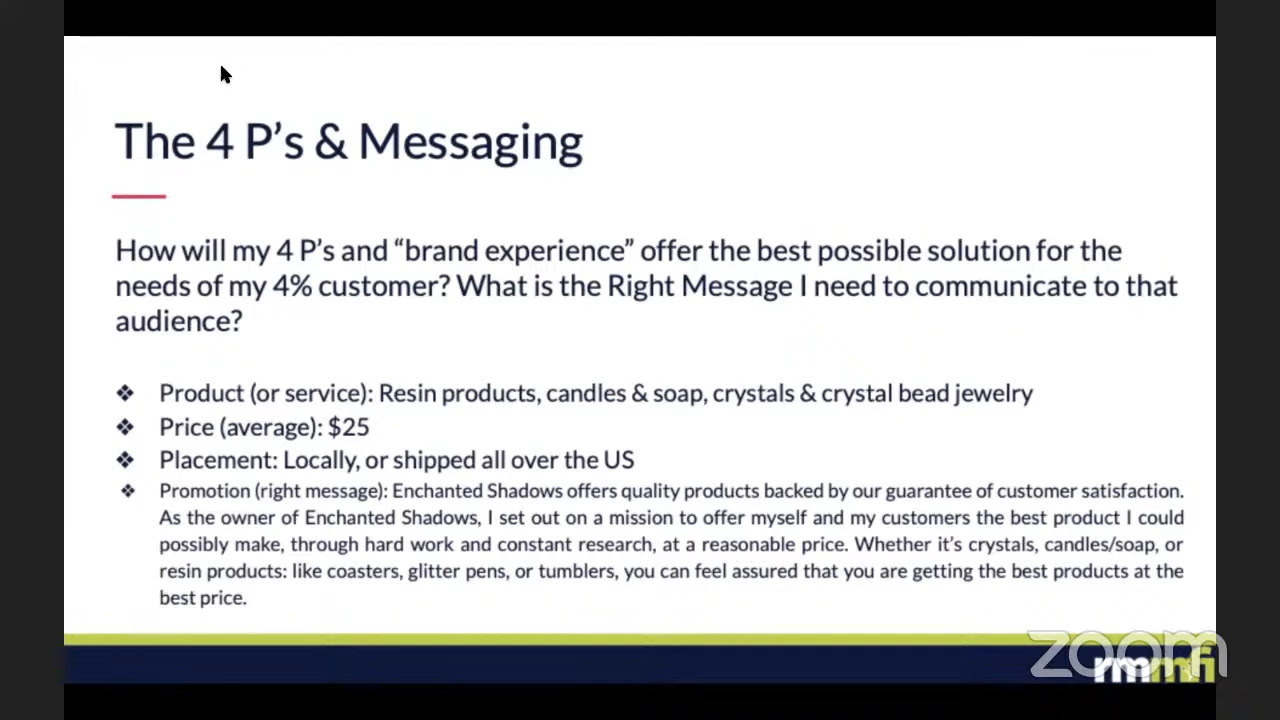 The 4 P’s & Messaging
How will my 4 P’s and “brand experience” offer the best possible solution for the
needs of my 4% customer? What is the Right Message I need to communicate to that
audience?
❖ Product (or service): Resin products, candles & soap, crystals & crystal bead jewelry
❖ Price (average): $25
❖ Placement: Locally, or shipped all over the US
❖ Promotion (right message): Enchanted Shadows offers quality products backed by our guarantee of customer satisfaction.
As the owner of Enchanted Shadows, I set out on a mission to offer myself and my customers the best product I could
possibly make, through hard work and constant research, at a reasonable price. Whether it’s crystals, candles/soap, or
resin products: like coasters, glitter pens, or tumblers, you can feel assured that you are getting the best products at the
best price.
zoom
rmmfi